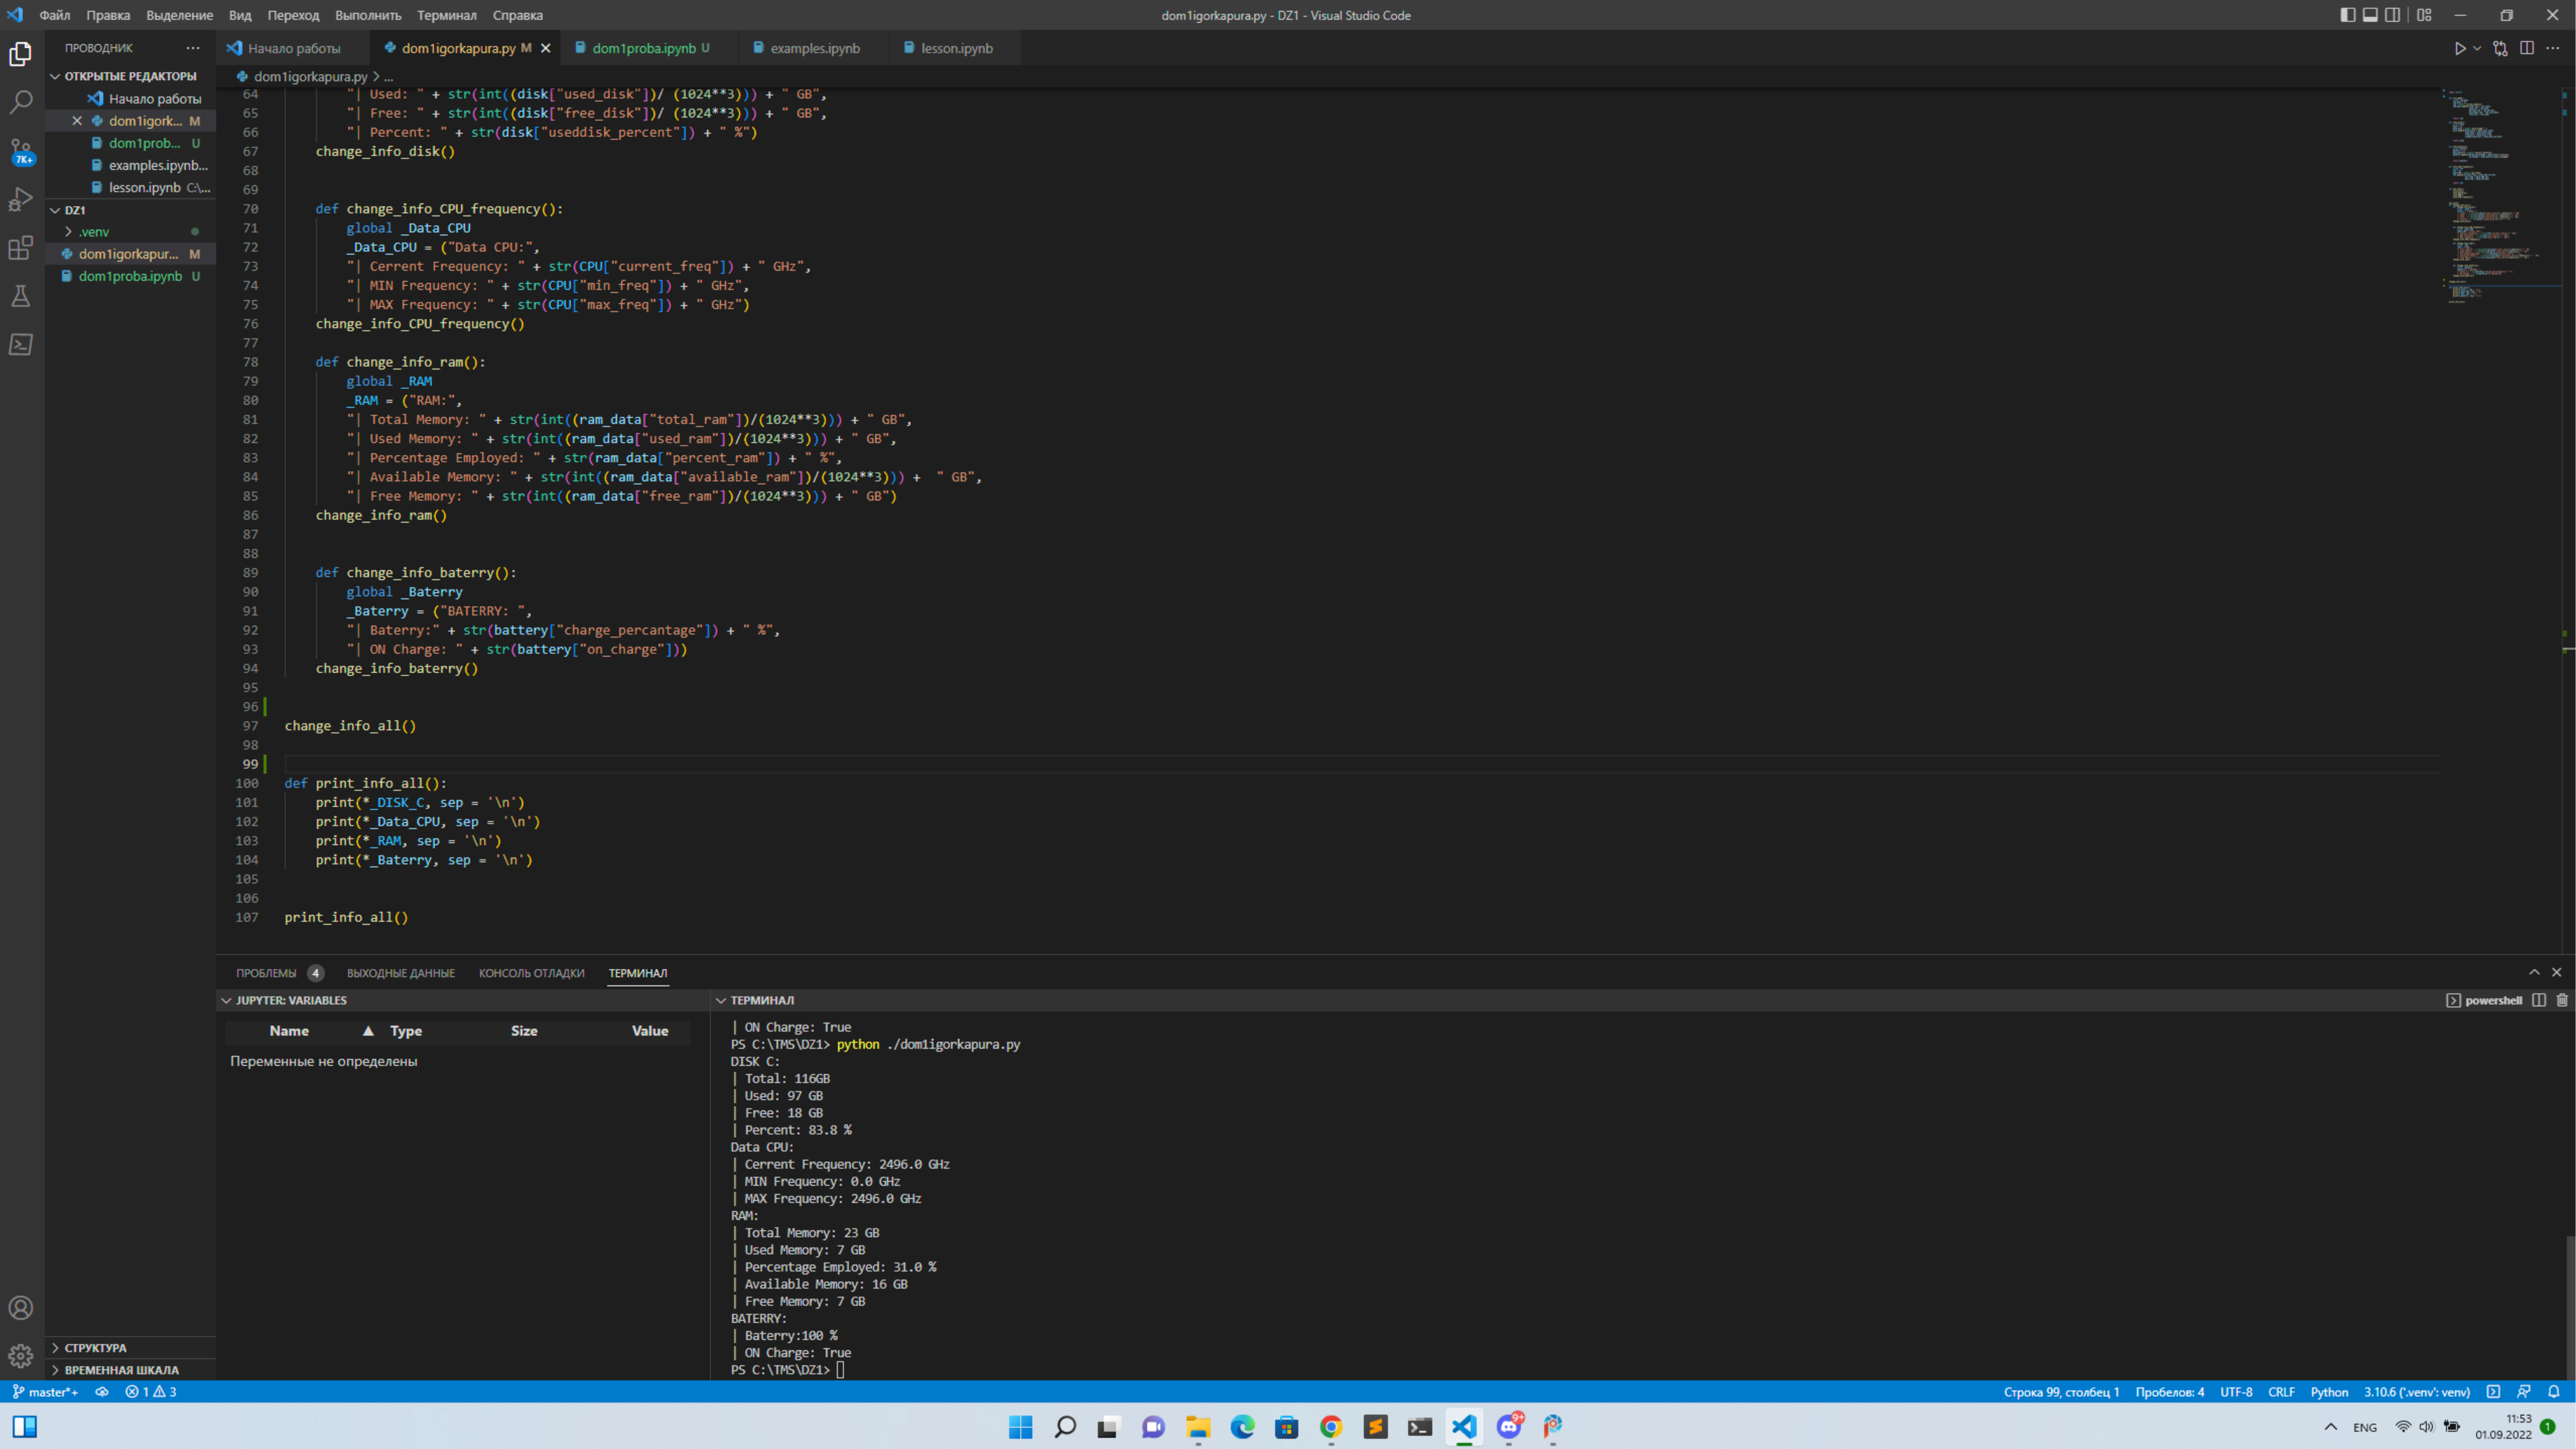 Файл Правка Выделение Вид Переход Выполнить Терминал Справка
dom1igorkapura.py - DZ1 - Visual Studio Code
ПРОВОДНИК ...
Начало работы
dom1igorkapura.py M
dom1proba.ipynb U
examples.ipynb
lesson.ipynb
ОТКРЫТЫЕ РЕДАКТОРЫ
Начало работы
dom1igork... M
dom1prob... U
examples.ipynb...
lesson.ipynb C:\...
DZ1
.venv
dom1igorkapur... M
dom1proba.ipynb U
7K+
СТРУКТУРА
ВРЕМЕННАЯ ШКАЛА
dom1igorkapura.py > ...
64 "| Used: " + str(int((disk["used_disk"])/ (1024**3))) + " GB",
65 "| Free: " + str(int((disk["free_disk"])/ (1024**3))) + " GB",
66 "| Percent: " + str(disk["useddisk_percent"]) + " %")
67 change_info_disk()
68
69
70 def change_info_CPU_frequency():
71 global _Data_CPU
72 _Data_CPU = ("Data CPU:",
73 "| Cerrent Frequency: " + str(CPU["current_freq"]) + " GHz",
74 "| MIN Frequency: " + str(CPU["min_freq"]) + " GHz",
75 "| MAX Frequency: " + str(CPU["max_freq"]) + " GHz")
76 change_info_CPU_frequency()
77
78 def change_info_ram():
79 global _RAM
80 _RAM = ("RAM:",
81 "| Total Memory: " + str(int((ram_data["total_ram"])/(1024**3))) + " GB",
82 "| Used Memory: " + str(int((ram_data["used_ram"])/(1024**3))) + " GB",
83 "| Percentage Employed: " + str(ram_data["percent_ram"]) + " %",
84 "| Available Memory: " + str(int((ram_data["available_ram"])/(1024**3))) +  " GB",
85 "| Free Memory: " + str(int((ram_data["free_ram"])/(1024**3))) + " GB")
86 change_info_ram()
87
88
89 def change_info_baterry():
90 global _Baterry
91 _Baterry = ("BATERRY: ",
92 "| Baterry:" + str(battery["charge_percantage"]) + " %",
93 "| ON Charge: " + str(battery["on_charge"]))
94 change_info_baterry()
95
96
97 change_info_all()
98
99
100 def print_info_all():
101 print(*_DISK_C, sep = '\n')
102 print(*_Data_CPU, sep = '\n')
103 print(*_RAM, sep = '\n')
104 print(*_Baterry, sep = '\n')
105
106
107 print_info_all()
ПРОБЛЕМЫ 4 ВЫХОДНЫЕ ДАННЫЕ КОНСОЛЬ ОТЛАДКИ ТЕРМИНАЛ
JUPYTER: VARIABLES
Name Type Size Value
Переменные не определены
ТЕРМИНАЛ
powershell
| ON Charge: True
PS C:\TMS\DZ1> python ./dom1igorkapura.py
DISK C:
| Total: 116GB
| Used: 97 GB
| Free: 18 GB
| Percent: 83.8 %
Data CPU:
| Cerrent Frequency: 2496.0 GHz
| MIN Frequency: 0.0 GHz
| MAX Frequency: 2496.0 GHz
RAM:
| Total Memory: 23 GB
| Used Memory: 7 GB
| Percentage Employed: 31.0 %
| Available Memory: 16 GB
| Free Memory: 7 GB
BATERRY:
| Baterry:100 %
| ON Charge: True
PS C:\TMS\DZ1>
master*+ 1 3
Строка 99, столбец 1 Пробелов: 4 UTF-8 CRLF Python 3.10.6 ('.venv': venv)
9+
ENG
11:53
01.09.2022
1